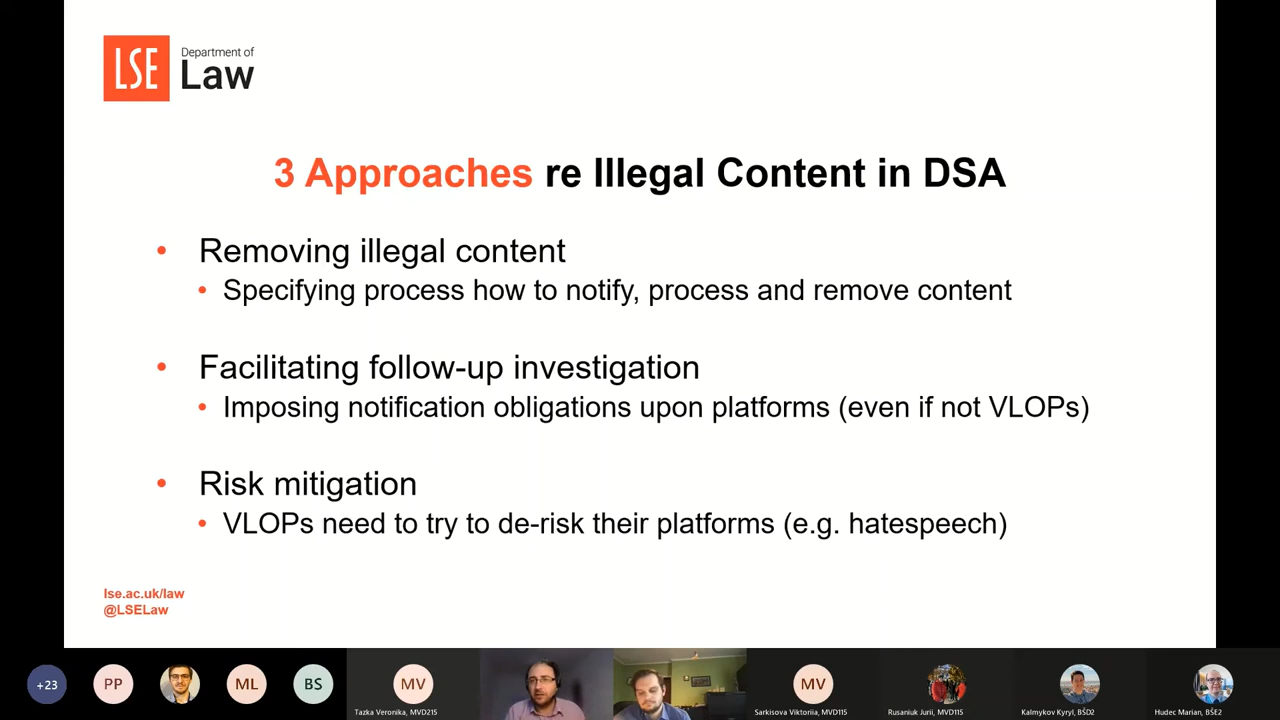 LSE
Department of
Law
3 Approaches re Illegal Content in DSA
• Removing illegal content
• Specifying process how to notify, process and remove content
• Facilitating follow-up investigation
• Imposing notification obligations upon platforms (even if not VLOPs)
• Risk mitigation
• VLOPs need to try to de-risk their platforms (e.g. hatespeech)
lse.ac.uk/law
@LSELaw
+23
PP
ML
BS
MV
Tazka Veronika, MVD215
MV
Sarkisova Viktoriia, MVD115
Rusaniuk Jurii, MVD115
Kalmykov Kyryl, BŠD2
Hudec Marian, BŠE2